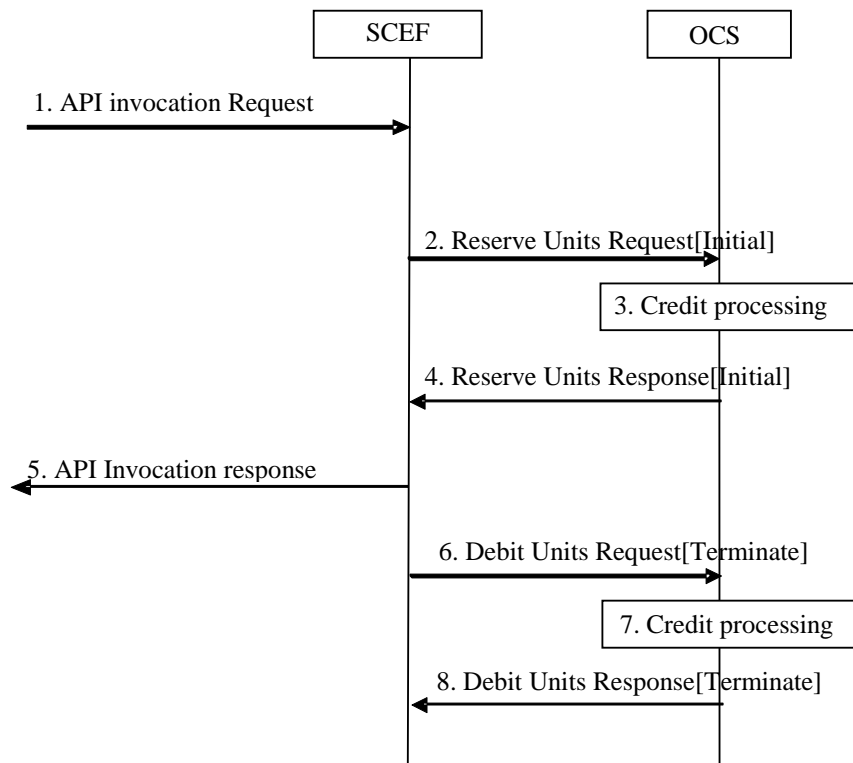 SCEF
OCS
1. API invocation Request
2. Reserve Units Request[Initial]
3. Credit processing
4. Reserve Units Response[Initial]
5. API Invocation response
6. Debit Units Request[Terminate]
7. Credit processing
8. Debit Units Response[Terminate]